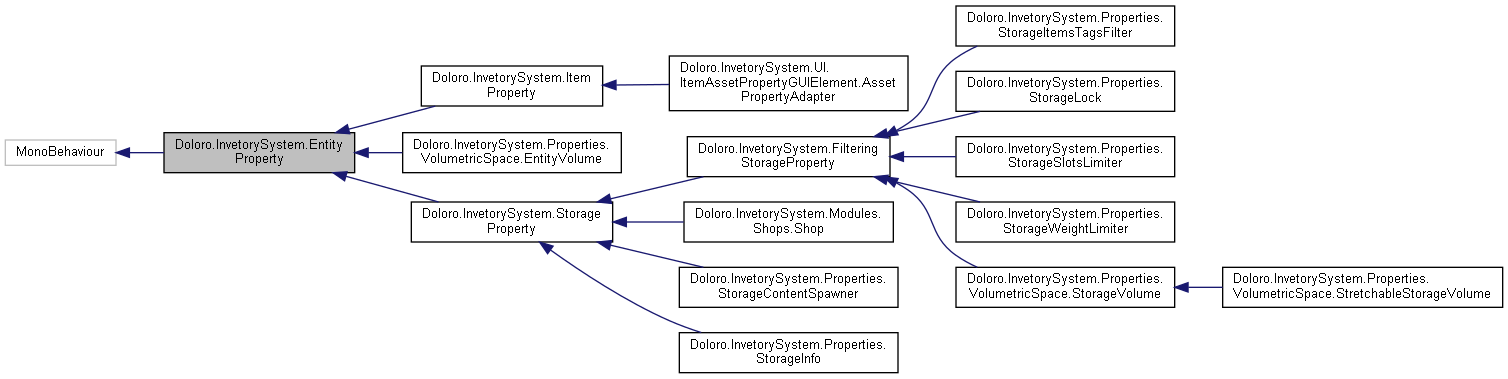 MonoBehaviour
Doloro.InvetorySystem.Entity
Property
Doloro.InvetorySystem.Item
Property
Doloro.InvetorySystem.Properties.
VolumetricSpace.EntityVolume
Doloro.InvetorySystem.Storage
Property
Doloro.InvetorySystem.UI.
ItemAssetPropertyGUIElement.Asset
PropertyAdapter
Doloro.InvetorySystem.Filtering
StorageProperty
Doloro.InvetorySystem.Modules.
Shops.Shop
Doloro.InvetorySystem.Properties.
StorageContentSpawner
Doloro.InvetorySystem.Properties.
StorageInfo
Doloro.InvetorySystem.Properties.
StorageItemsTagsFilter
Doloro.InvetorySystem.Properties.
StorageLock
Doloro.InvetorySystem.Properties.
StorageSlotsLimiter
Doloro.InvetorySystem.Properties.
StorageWeightLimiter
Doloro.InvetorySystem.Properties.
VolumetricSpace.StorageVolume
Doloro.InvetorySystem.Properties.
VolumetricSpace.StretchableStorageVolume